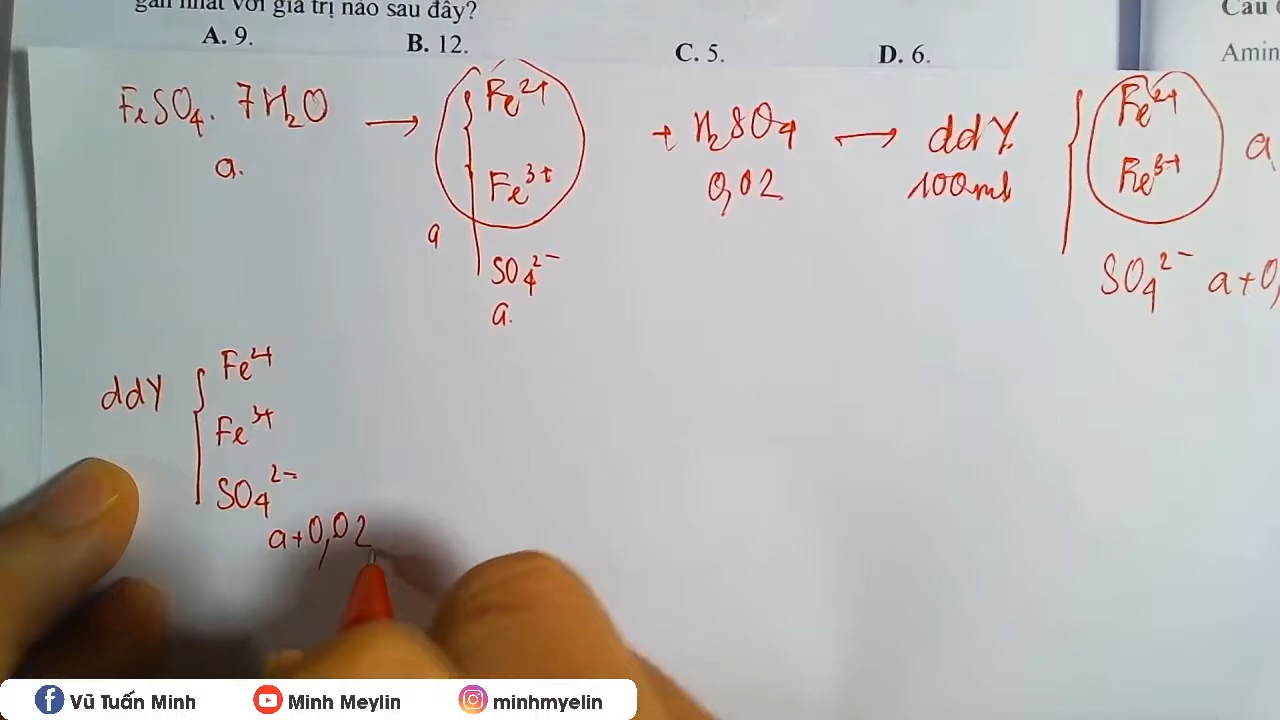 gần nhất với giá trị nào sau đây?
A. 9. B. 12. C. 5. D. 6.
Câu
Amin
FeSO4. 7H2O → Fe2+ + H2SO4 → ddY Fe2+ a
a. Fe3+ 0,02 100ml Fe3+
a SO4 2- SO4 2- a+0,
a.
ddY Fe2+
Fe3+
SO4 2-
a+0,02
Vũ Tuấn Minh Minh Meylin minhmyelin